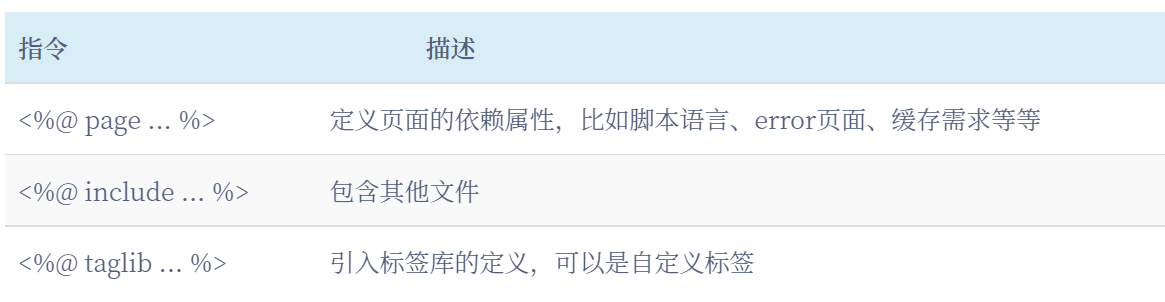 指令 描述
<%@ page ... %> 定义页面的依赖属性，比如脚本语言、error页面、缓存需求等等
<%@ include ... %> 包含其他文件
<%@ taglib ... %> 引入标签库的定义，可以是自定义标签